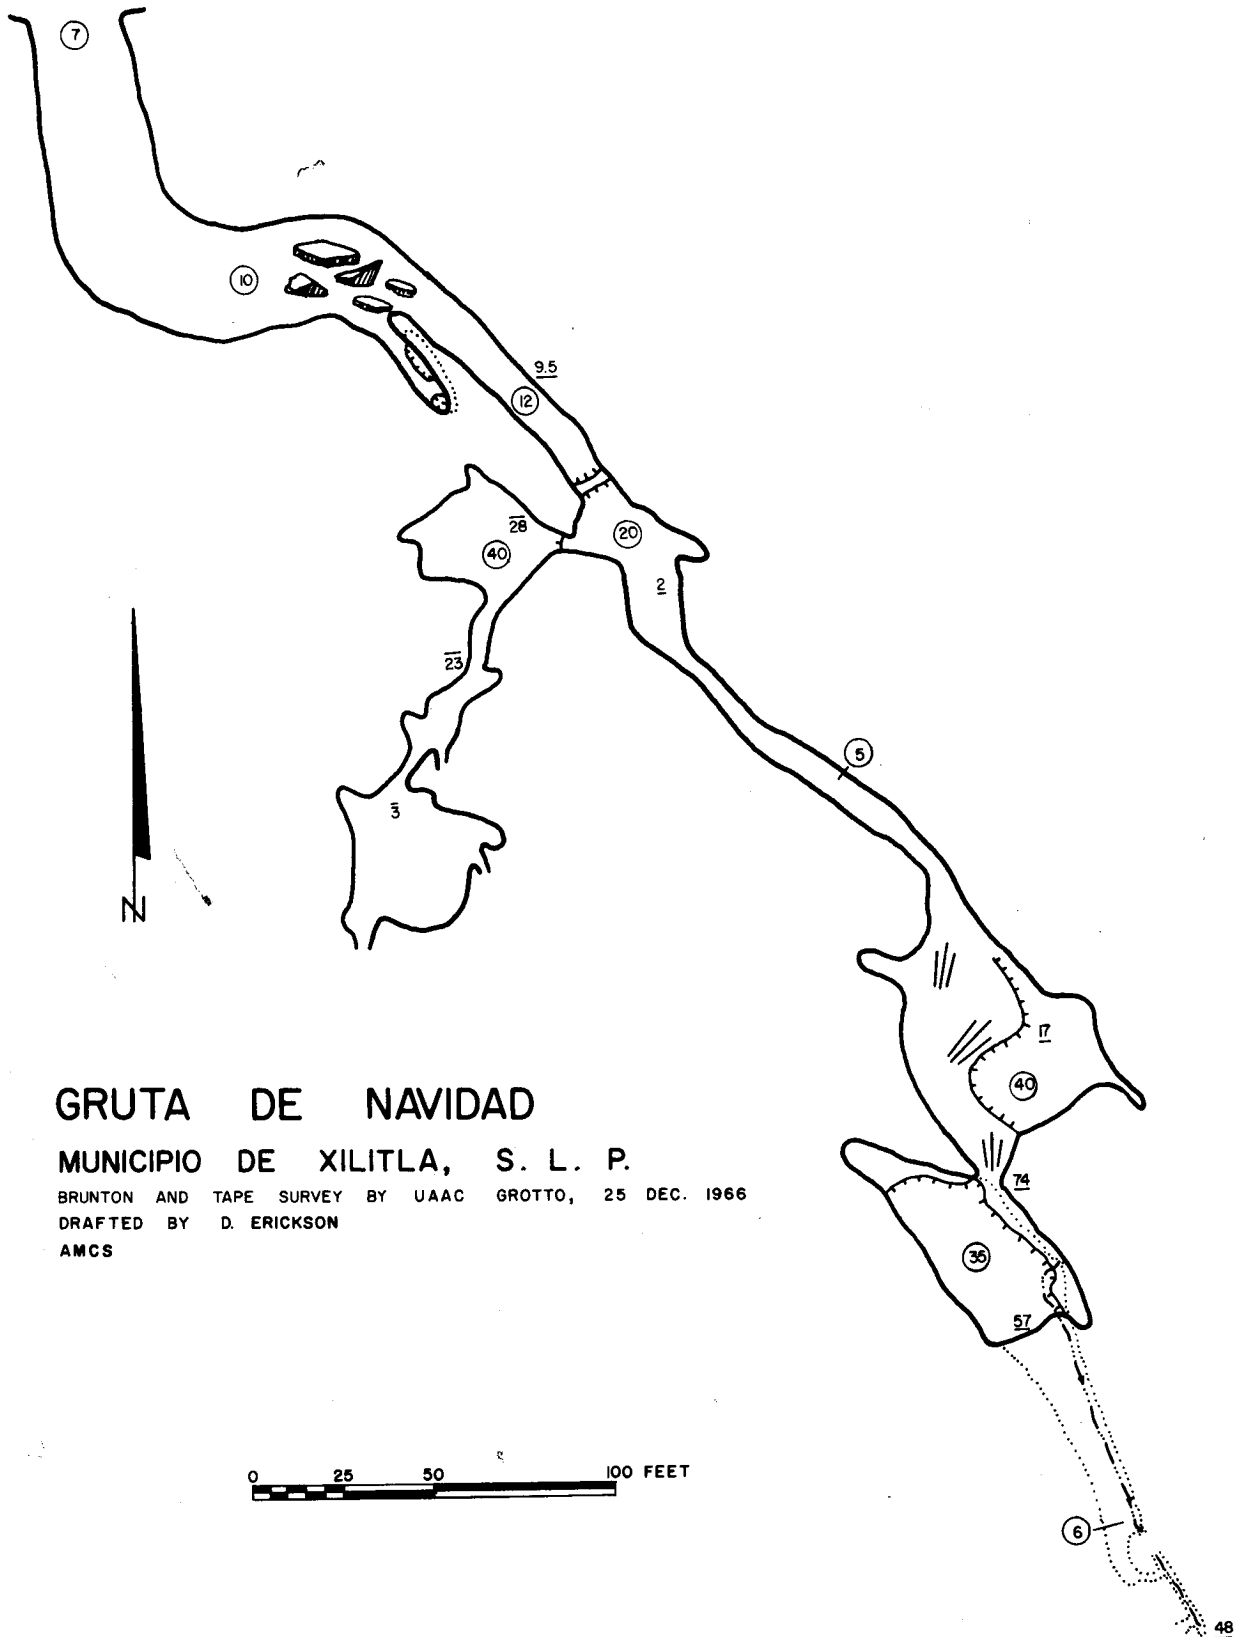 7
10
9.5
12
28
40
20
2
23
5
3
N
17
40
GRUTA DE NAVIDAD
MUNICIPIO DE XILITLA, S. L. P.
BRUNTON AND TAPE SURVEY BY UAAC GROTTO, 25 DEC. 1966
DRAFTED BY D. ERICKSON
AMCS
74
35
57
0 25 50 100 FEET
6
48